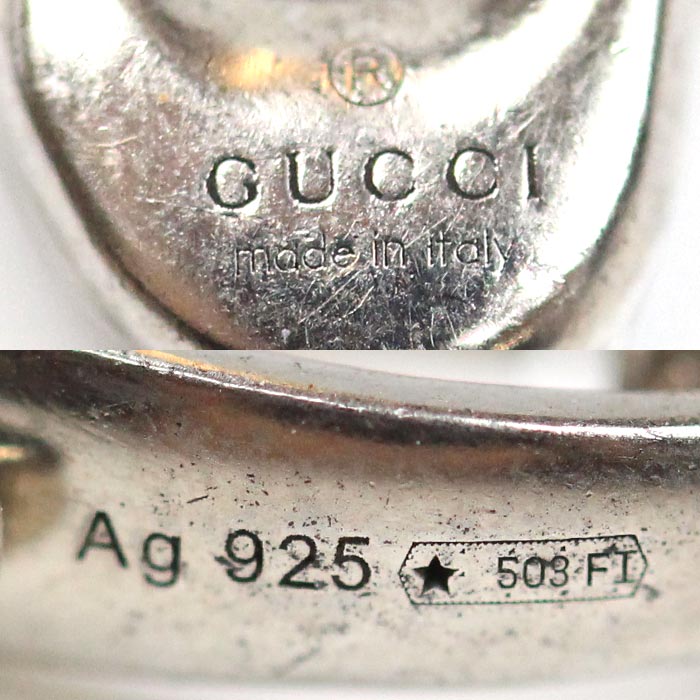 ®
GUCCI
made in italy
Ag 925 ★ 503 FI